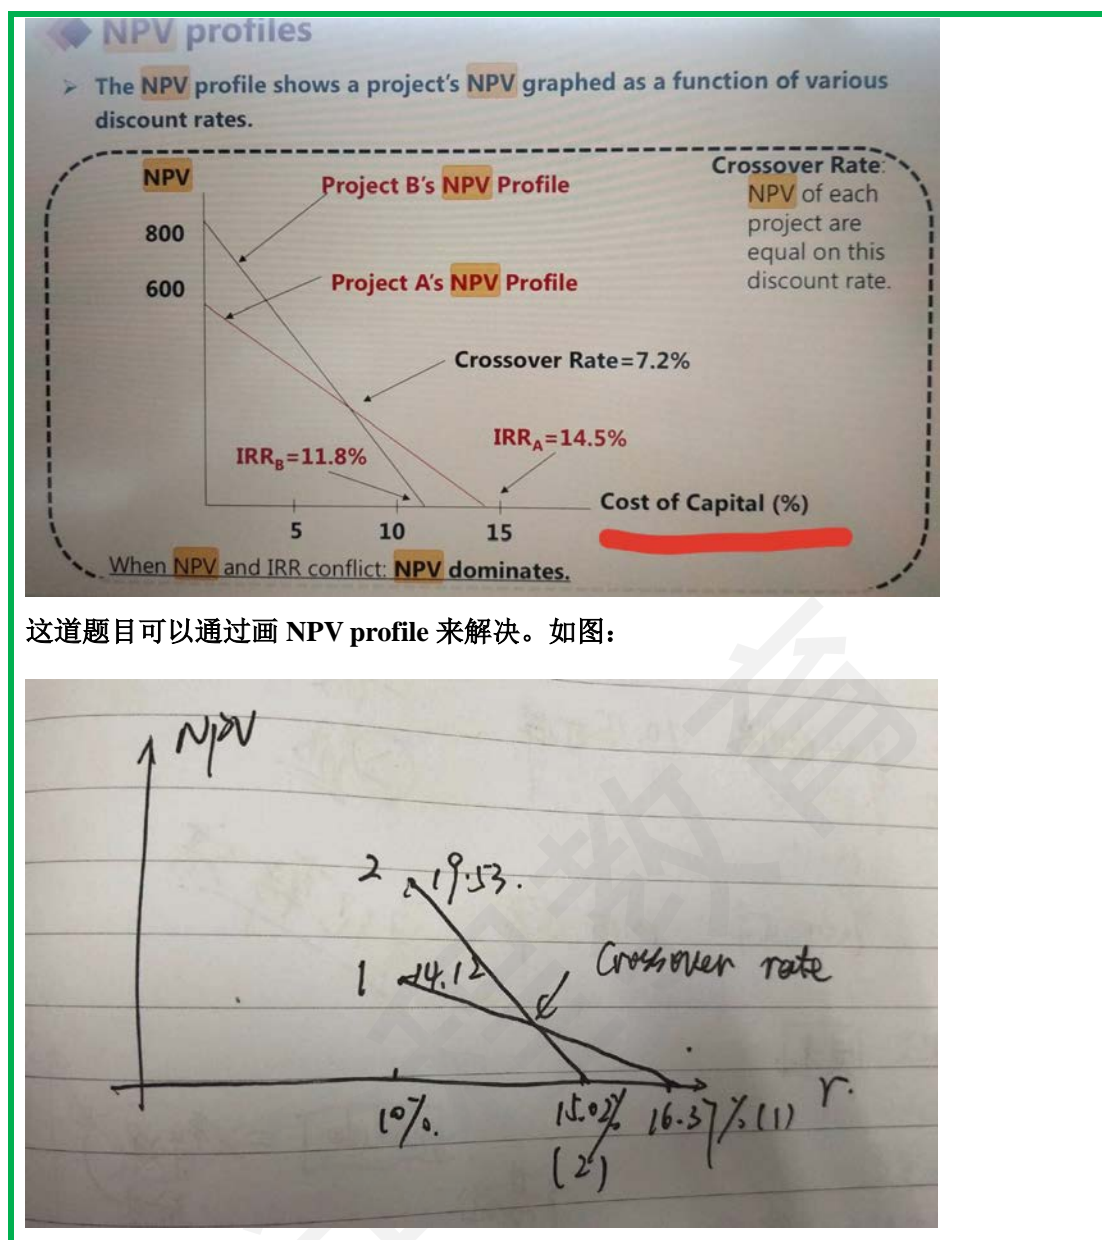 NPV profiles
The NPV profile shows a project's NPV graphed as a function of various
discount rates.
NPV
800
600
Project B's NPV Profile
Project A's NPV Profile
Crossover Rate:
NPV of each
project are
equal on this
discount rate.
Crossover Rate=7.2%
IRR_B=11.8%
IRR_A=14.5%
Cost of Capital (%)
5 10 15
When NPV and IRR conflict: NPV dominates.
这道题目可以通过画 NPV profile 来解决。如图：
NPV
2 19.53.
1 14.12
Crossover rate
10%.
15.02%
(2)
16.37%(1)
r.
教育